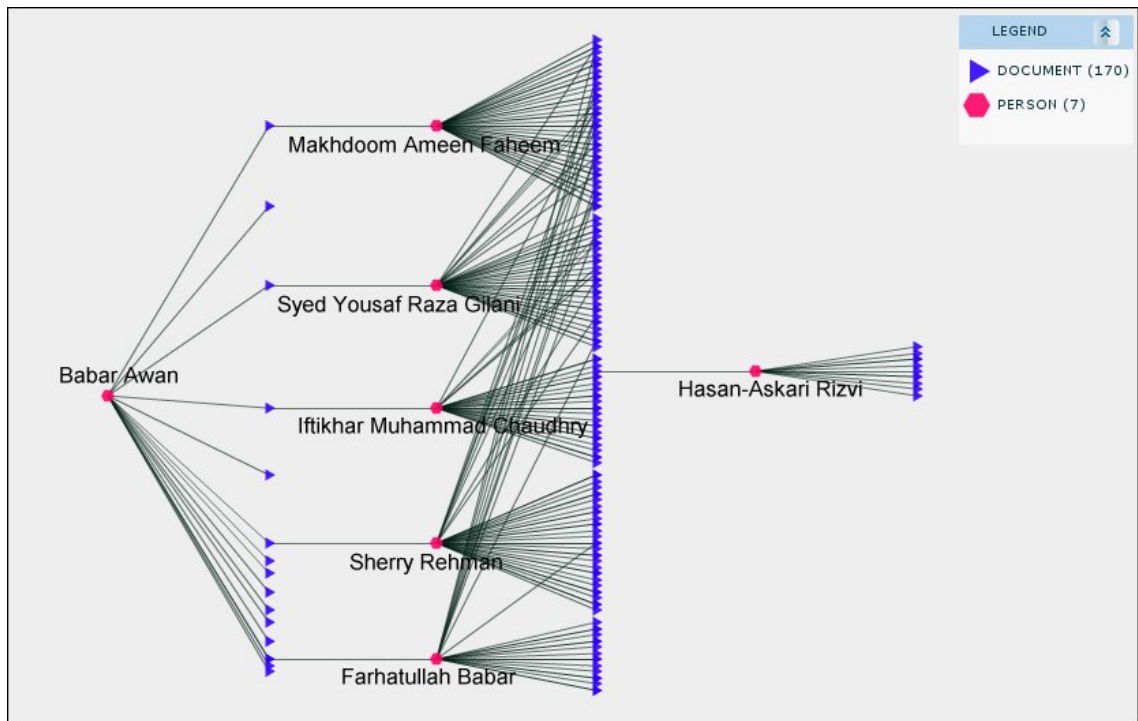 LEGEND
DOCUMENT (170)
PERSON (7)
Makhdoom Ameen Faheem
Syed Yousaf Raza Gilani
Babar Awan
Hasan-Askari Rizvi
Iftikhar Muhammad Chaudhry
Sherry Rehman
Farhatullah Babar